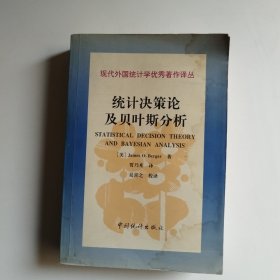 现代外国统计学优秀著作译丛
统计决策论
及贝叶斯分析
STATISTICAL DECISION THEORY
AND BAYESIAN ANALYSIS
[美] James O. Berger 著
贾乃光 译
吴喜之 校译
中国统计出版社